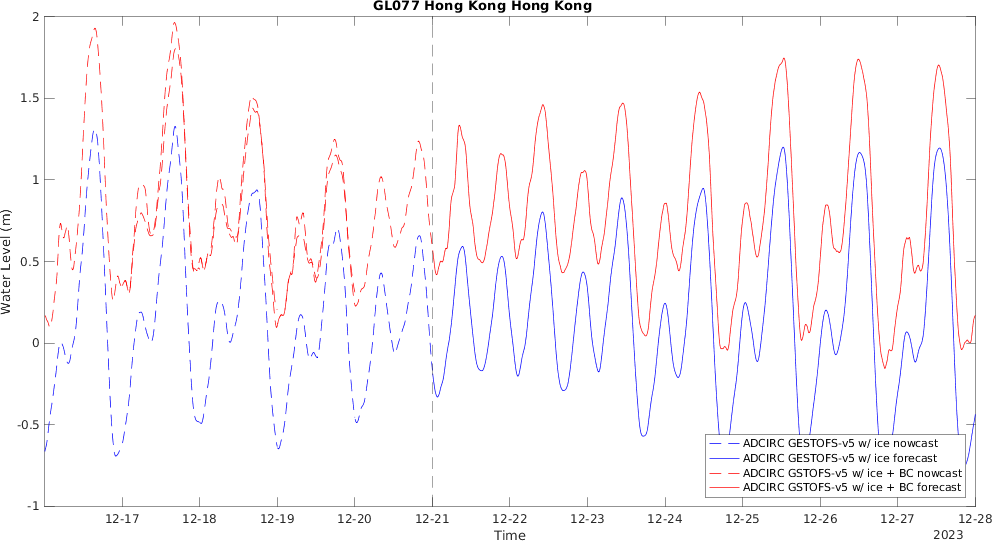 GL077 Hong Kong Hong Kong
Water Level (m)
2
1.5
1
0.5
0
-0.5
-1
ADCIRC GESTOFS-v5 w/ ice nowcast
ADCIRC GESTOFS-v5 w/ ice forecast
ADCIRC GSTOFS-v5 w/ ice + BC nowcast
ADCIRC GSTOFS-v5 w/ ice + BC forecast
12-17 12-18 12-19 12-20 12-21 12-22 12-23 12-24 12-25 12-26 12-27 12-28
Time
2023